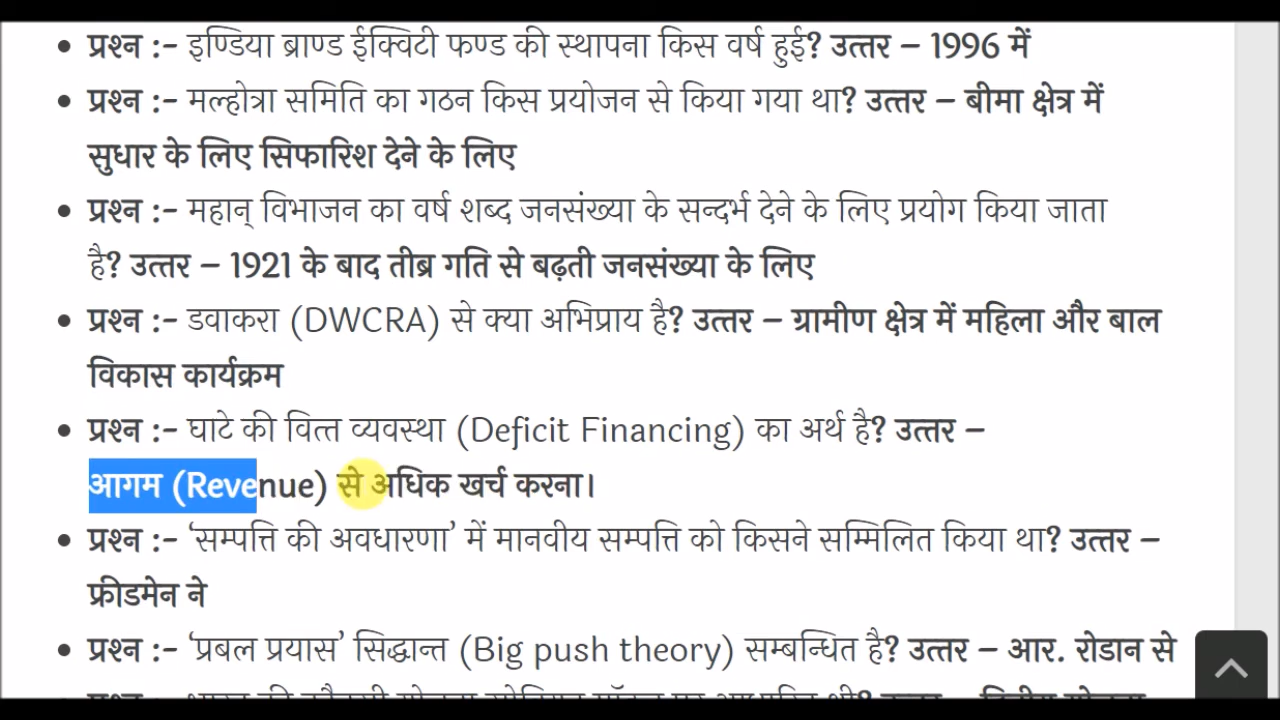 • प्रश्न :- इण्डिया ब्राण्ड ईक्विटी फण्ड की स्थापना किस वर्ष हुई? उत्तर – 1996 में
• प्रश्न :- मल्होत्रा समिति का गठन किस प्रयोजन से किया गया था? उत्तर – बीमा क्षेत्र में
सुधार के लिए सिफारिश देने के लिए
• प्रश्न :- महान् विभाजन का वर्ष शब्द जनसंख्या के सन्दर्भ देने के लिए प्रयोग किया जाता
है? उत्तर – 1921 के बाद तीब्र गति से बढ़ती जनसंख्या के लिए
• प्रश्न :- डवाकरा (DWCRA) से क्या अभिप्राय है? उत्तर – ग्रामीण क्षेत्र में महिला और बाल
विकास कार्यक्रम
• प्रश्न :- घाटे की वित्त व्यवस्था (Deficit Financing) का अर्थ है? उत्तर –
आगम (Revenue) से अधिक खर्च करना।
• प्रश्न :- ‘सम्पत्ति की अवधारणा’ में मानवीय सम्पत्ति को किसने सम्मिलित किया था? उत्तर –
फ्रीडमेन ने
• प्रश्न :- ‘प्रबल प्रयास’ सिद्धान्त (Big push theory) सम्बन्धित है? उत्तर – आर. रोडान से